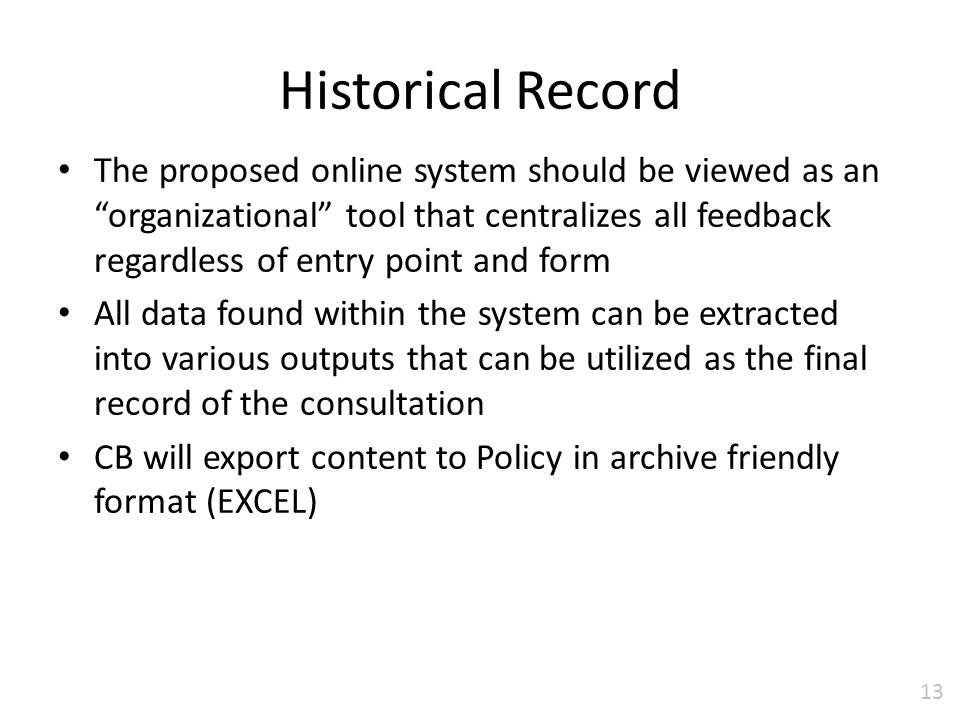 Historical Record
• The proposed online system should be viewed as an
“organizational” tool that centralizes all feedback
regardless of entry point and form
• All data found within the system can be extracted
into various outputs that can be utilized as the final
record of the consultation
• CB will export content to Policy in archive friendly
format (EXCEL)
13